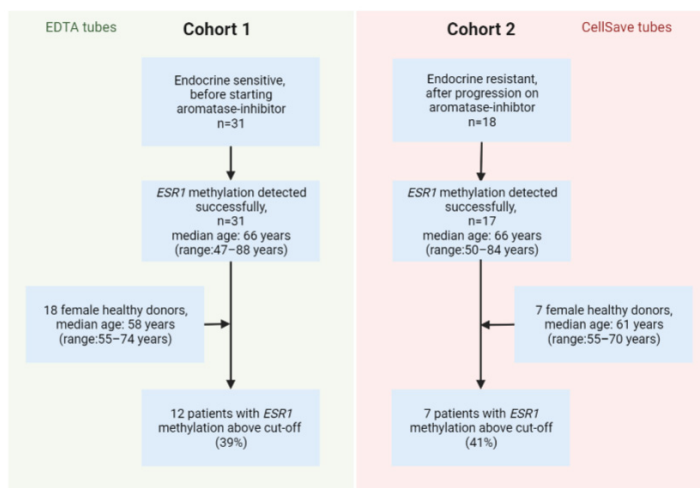 EDTA tubes
Cohort 1
Endocrine sensitive,
before starting
aromatase-inhibitor
n=31
ESR1 methylation detected
successfully,
n=31
median age: 66 years
(range:47–88 years)
18 female healthy donors,
median age: 58 years
(range:55–74 years)
12 patients with ESR1
methylation above cut-off
(39%)
Cohort 2
CellSave tubes
Endocrine resistant,
after progression on
aromatase-inhibtor
n=18
ESR1 methylation detected
successfully,
n=17
median age: 66 years
(range:50–84 years)
7 female healthy donors,
median age: 61 years
(range:55–70 years)
7 patients with ESR1
methylation above cut-off
(41%)